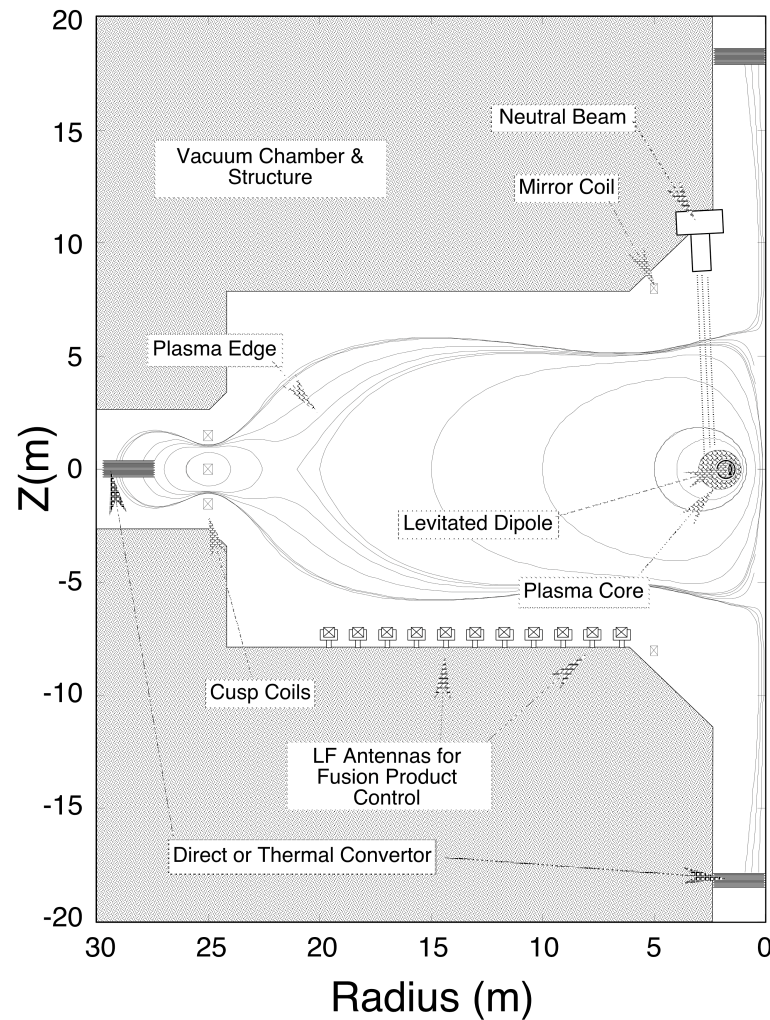 20
Neutral Beam
15
Vacuum Chamber &
Structure
Mirror Coil
10
Plasma Edge
5
Z(m)
0
Levitated Dipole
-5
Plasma Core
Cusp Coils
-10
LF Antennas for
Fusion Product
Control
-15
Direct or Thermal Convertor
-20
30 25 20 15 10 5 0
Radius (m)